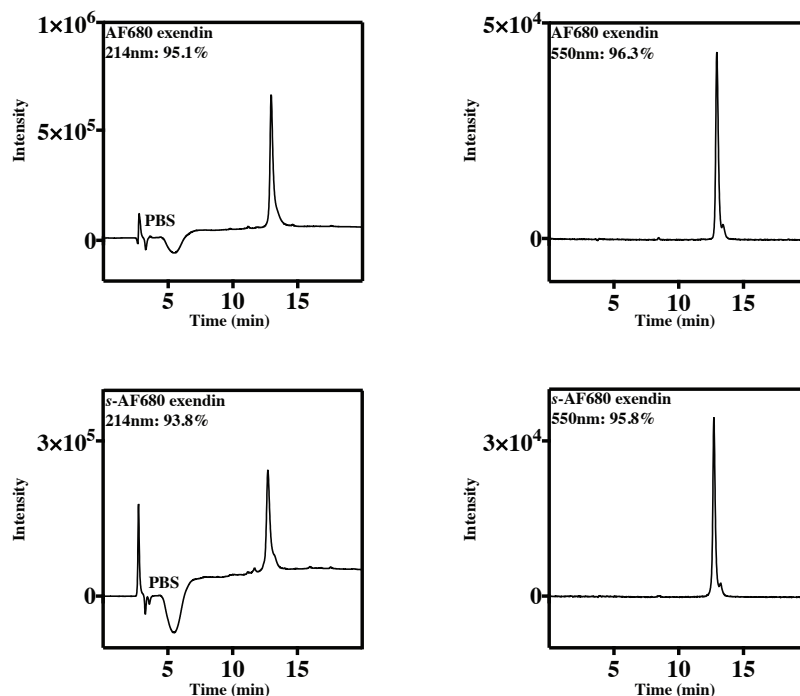 1×10⁶
AF680 exendin
214nm: 95.1%
5×10⁵
PBS
0
Intensity
5
10
15
Time (min)
5×10⁴
AF680 exendin
550nm: 96.3%
0
Intensity
5
10
15
Time (min)
s-AF680 exendin
214nm: 93.8%
3×10⁵
PBS
0
Intensity
5
10
15
Time (min)
s-AF680 exendin
550nm: 95.8%
3×10⁴
0
Intensity
5
10
15
Time (min)